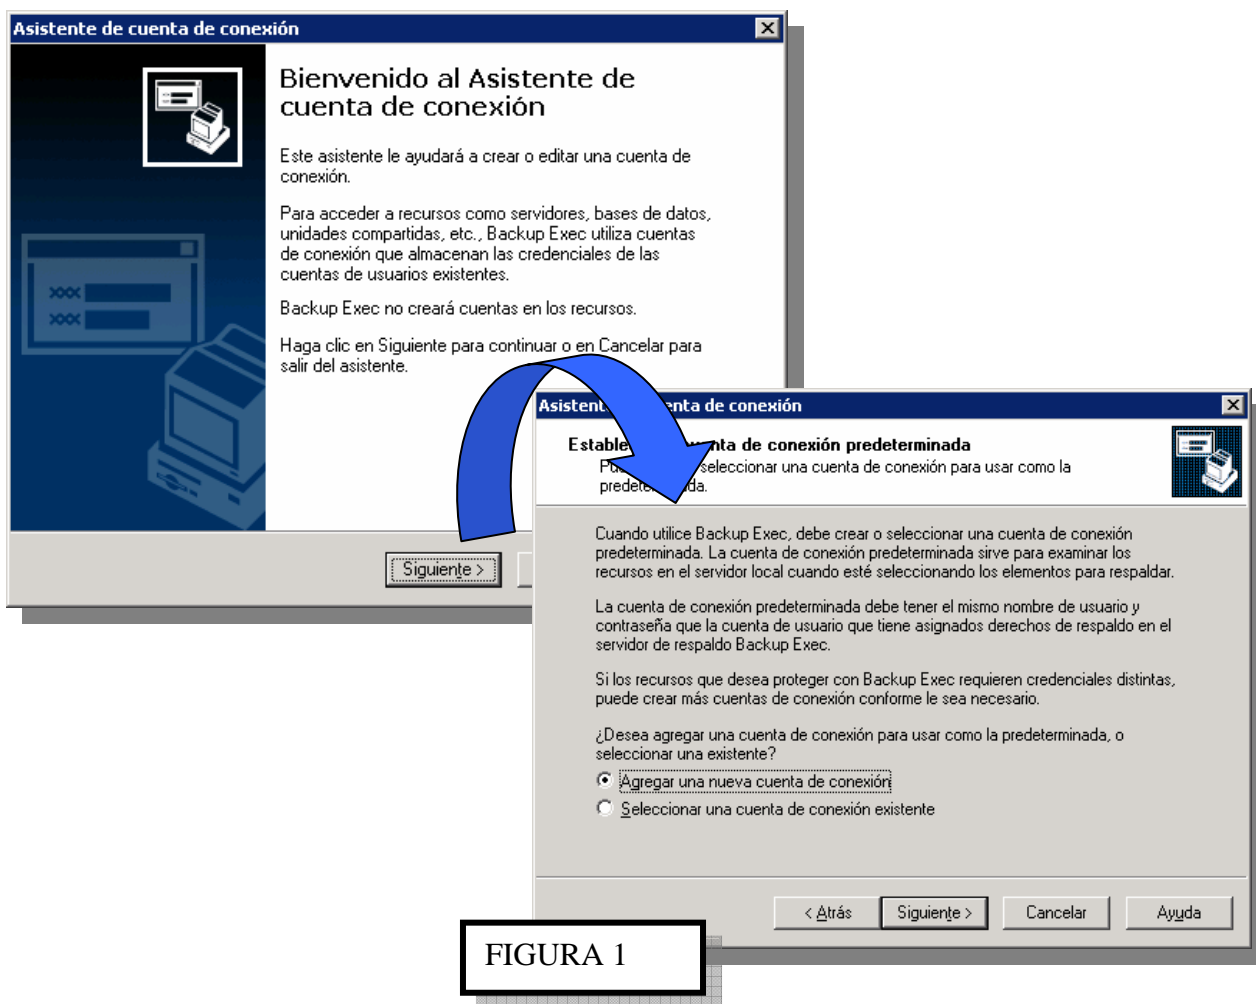 Asistente de cuenta de conexión
Bienvenido al Asistente de
cuenta de conexión
Este asistente le ayudará a crear o editar una cuenta de
conexión.
Para acceder a recursos como servidores, bases de datos,
unidades compartidas, etc., Backup Exec utiliza cuentas
de conexión que almacenan las credenciales de las
cuentas de usuarios existentes.
Backup Exec no creará cuentas en los recursos.
Haga clic en Siguiente para continuar o en Cancelar para
salir del asistente.
Siguiente >
Asistent enta de conexión
Estable nta de conexión predeterminada
seleccionar una cuenta de conexión para usar como la
Cuando utilice Backup Exec, debe crear o seleccionar una cuenta de conexión
predeterminada. La cuenta de conexión predeterminada sirve para examinar los
recursos en el servidor local cuando esté seleccionando los elementos para respaldar.
La cuenta de conexión predeterminada debe tener el mismo nombre de usuario y
contraseña que la cuenta de usuario que tiene asignados derechos de respaldo en el
servidor de respaldo Backup Exec.
Si los recursos que desea proteger con Backup Exec requieren credenciales distintas,
puede crear más cuentas de conexión conforme le sea necesario.
¿Desea agregar una cuenta de conexión para usar como la predeterminada, o
seleccionar una existente?
Agregar una nueva cuenta de conexión
Seleccionar una cuenta de conexión existente
< Atrás Siguiente > Cancelar Ayuda
FIGURA 1